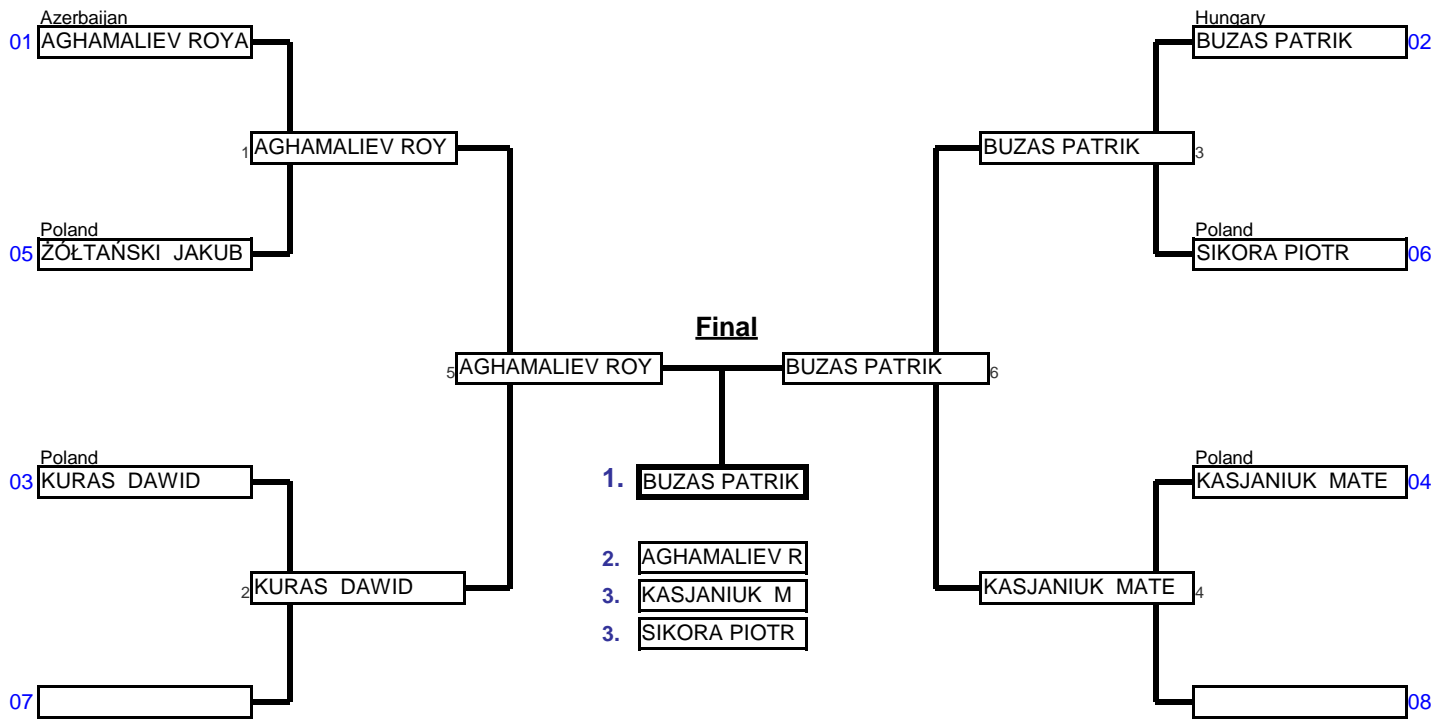 Azerbaijan
01 AGHAMALIEV ROYA
Hungary
BUZAS PATRIK 02
1 AGHAMALIEV ROY
BUZAS PATRIK 3
Poland
05 ŻÓŁTAŃSKI JAKUB
Poland
SIKORA PIOTR 06
Final
5 AGHAMALIEV ROY
BUZAS PATRIK 6
Poland
03 KURAS DAWID
1. BUZAS PATRIK
Poland
KASJANIUK MATE 04
2. AGHAMALIEV R
3. KASJANIUK M
3. SIKORA PIOTR
2 KURAS DAWID
KASJANIUK MATE 4
07
08